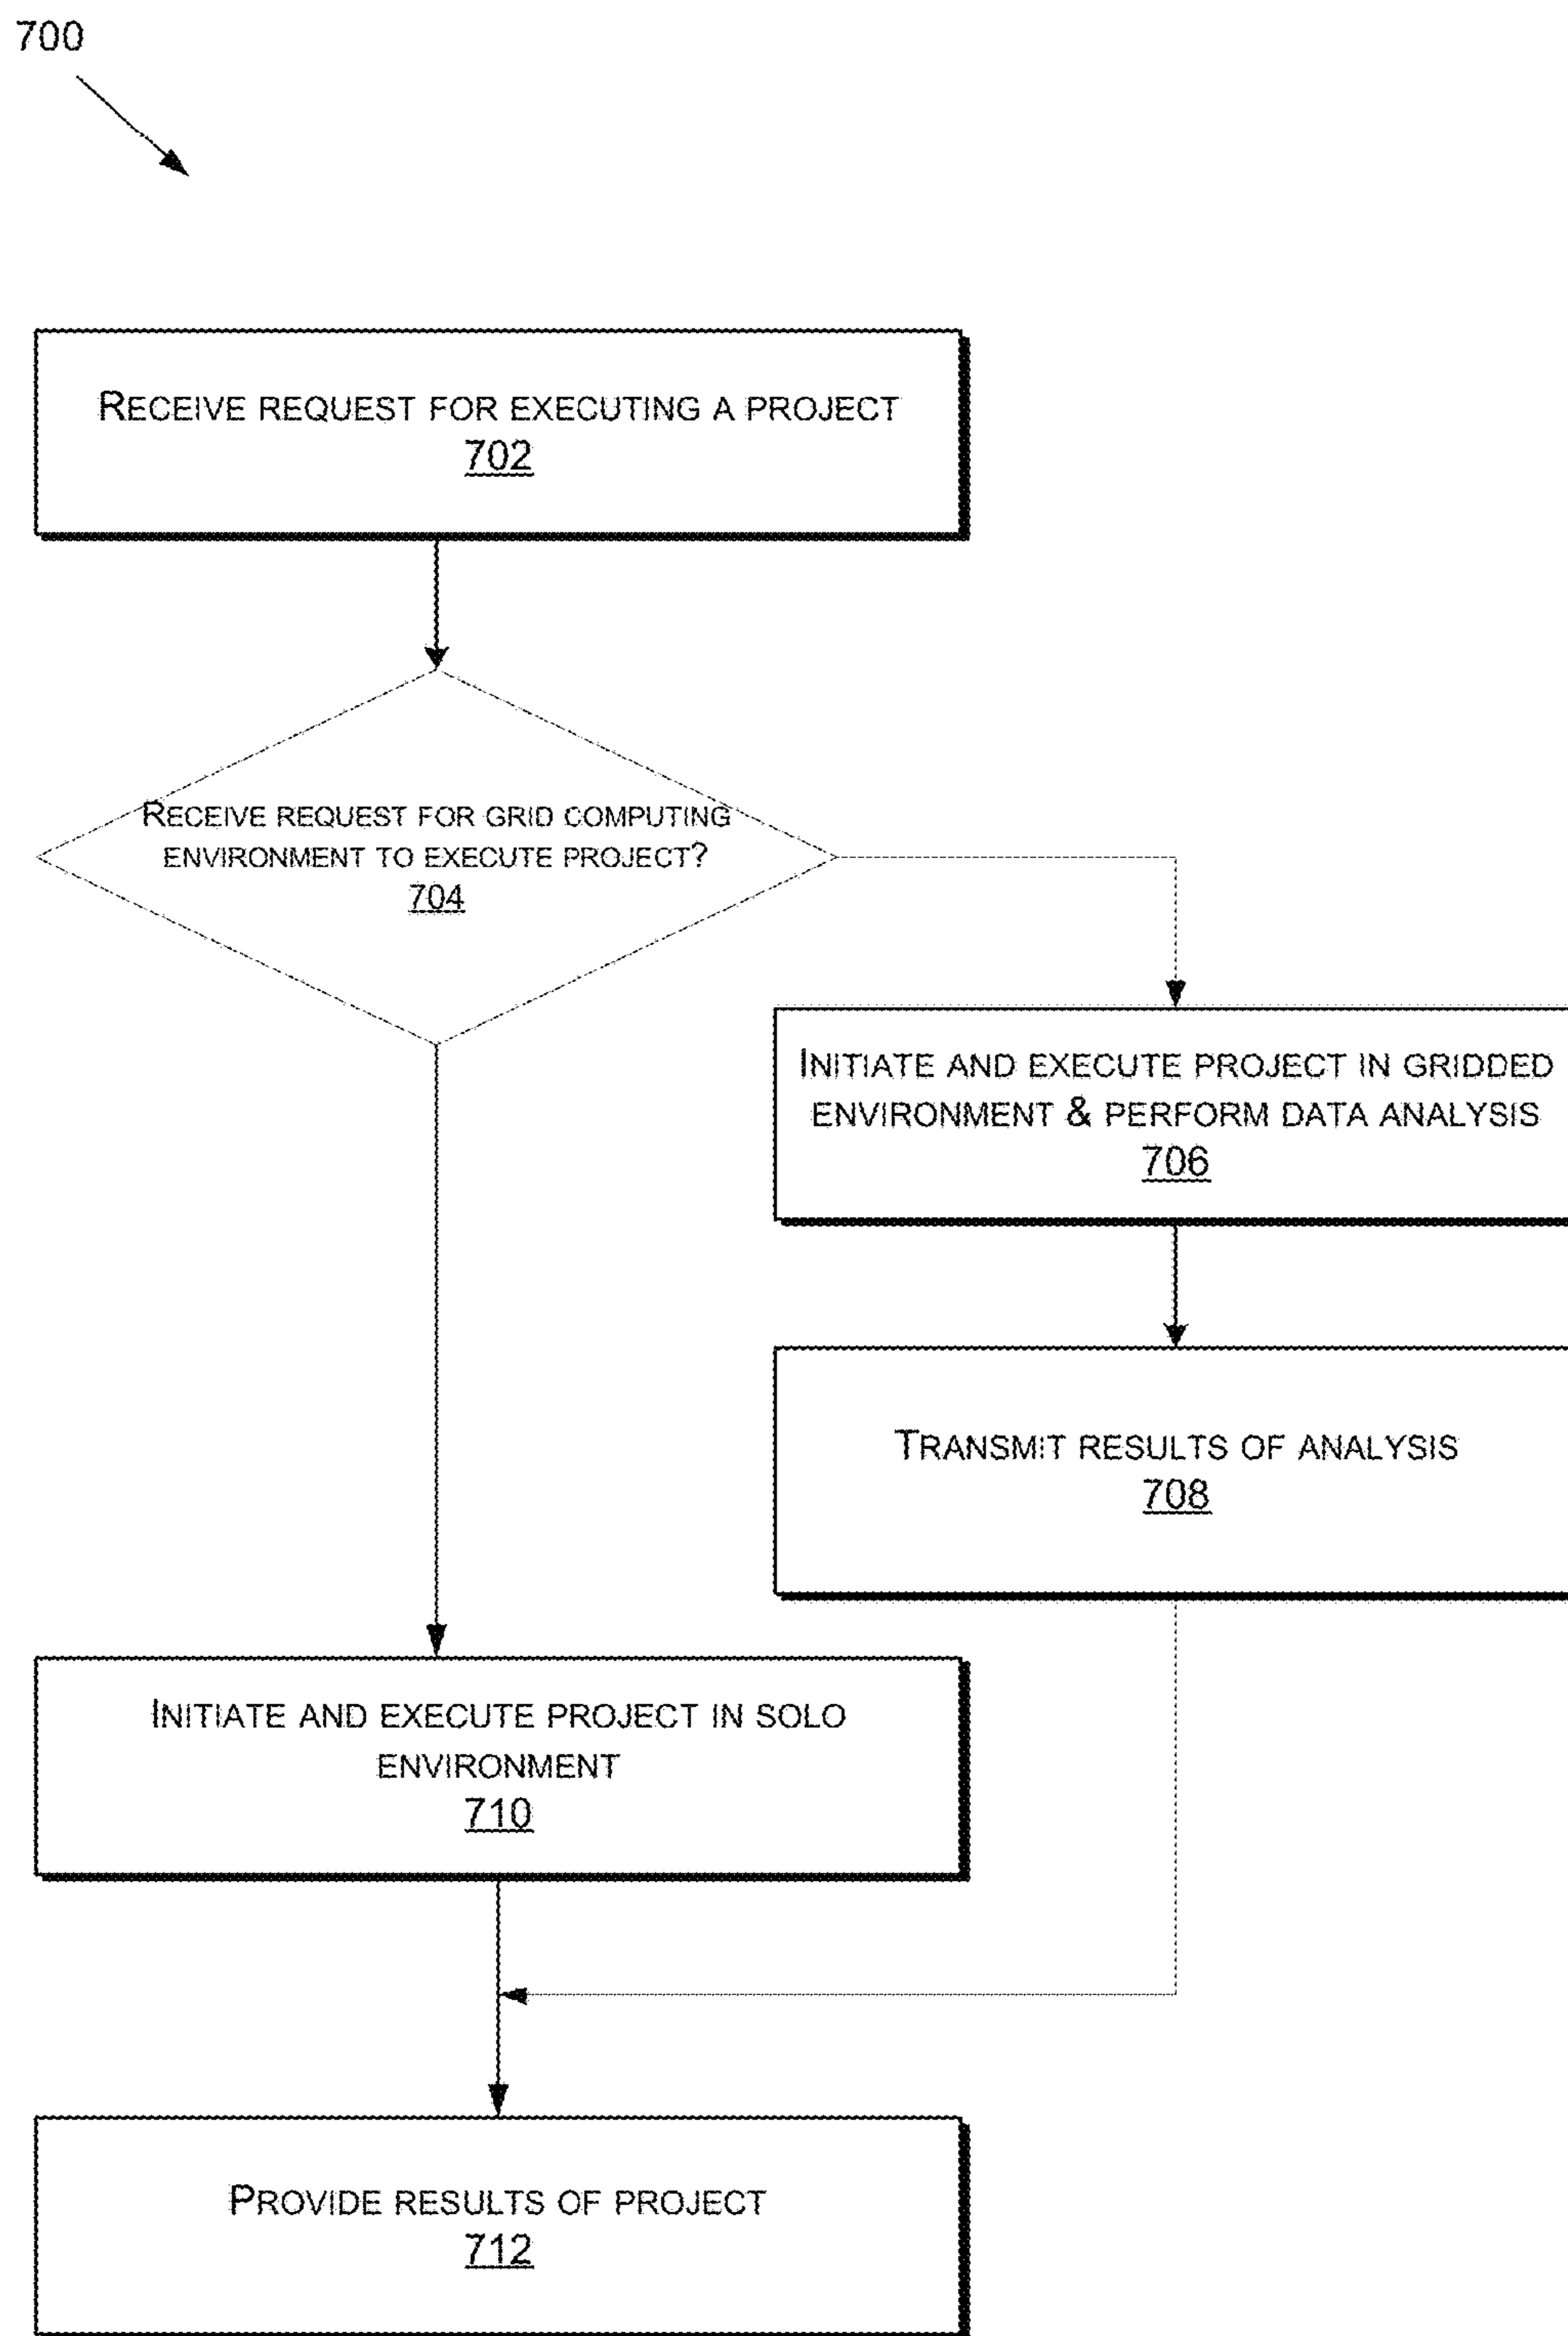 700
RECEIVE REQUEST FOR EXECUTING A PROJECT
702
RECEIVE REQUEST FOR GRID COMPUTING
ENVIRONMENT TO EXECUTE PROJECT?
704
INITIATE AND EXECUTE PROJECT IN GRIDDED
ENVIRONMENT & PERFORM DATA ANALYSIS
706
TRANSMIT RESULTS OF ANALYSIS
708
INITIATE AND EXECUTE PROJECT IN SOLO
ENVIRONMENT
710
PROVIDE RESULTS OF PROJECT
712